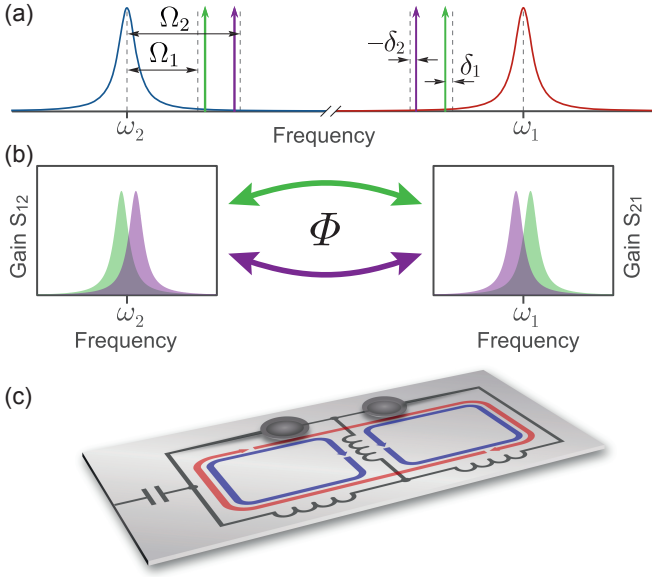 (a)
Ω₂
Ω₁
−δ₂
δ₁
ω₂
Frequency
ω₁
(b)
Gain S₁₂
Φ
Gain S₂₁
ω₂
ω₁
Frequency
Frequency
(c)